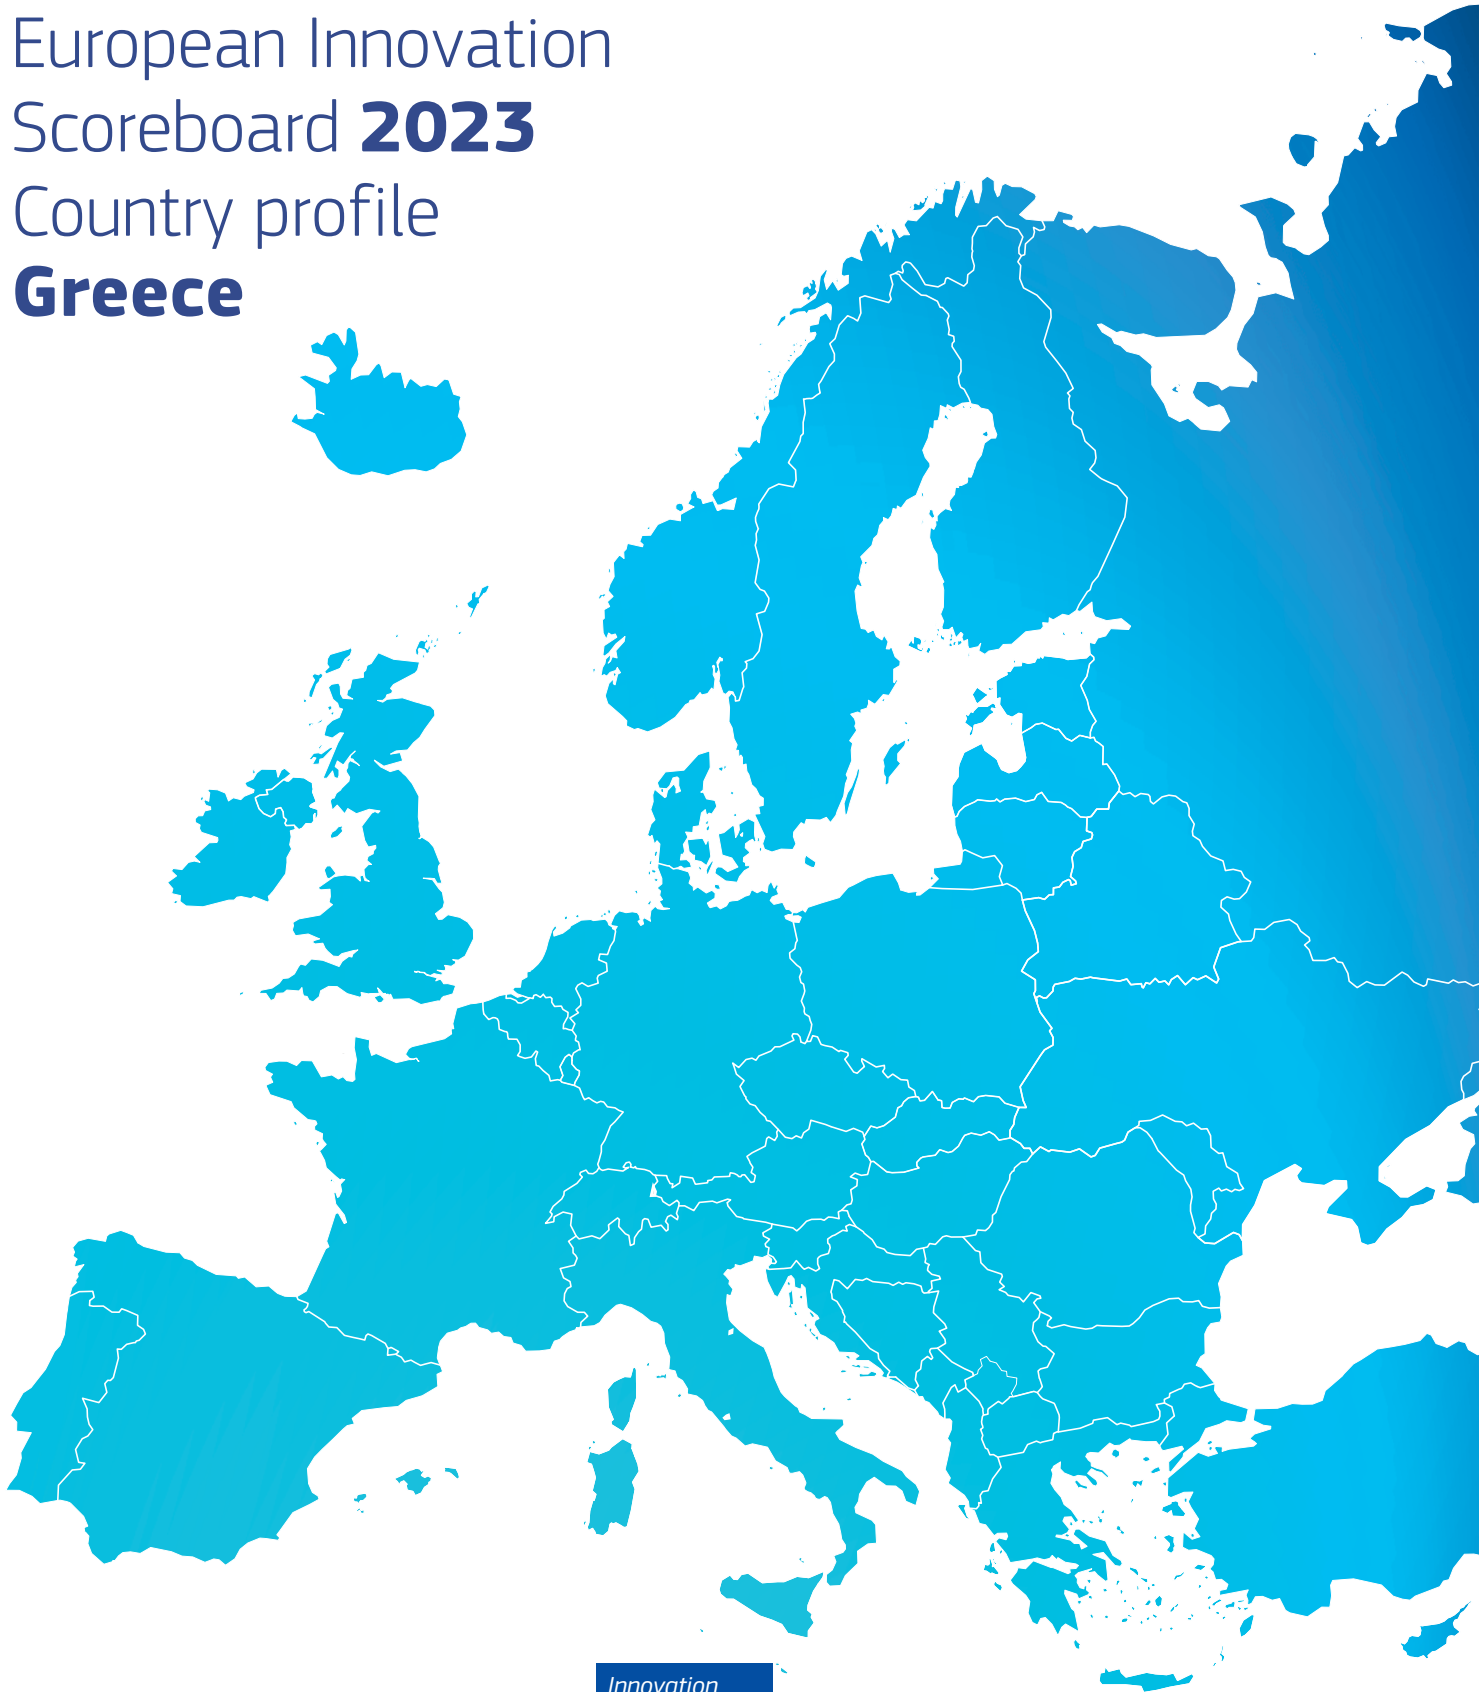 European Innovation
Scoreboard 2023
Country profile
Greece
Innovation